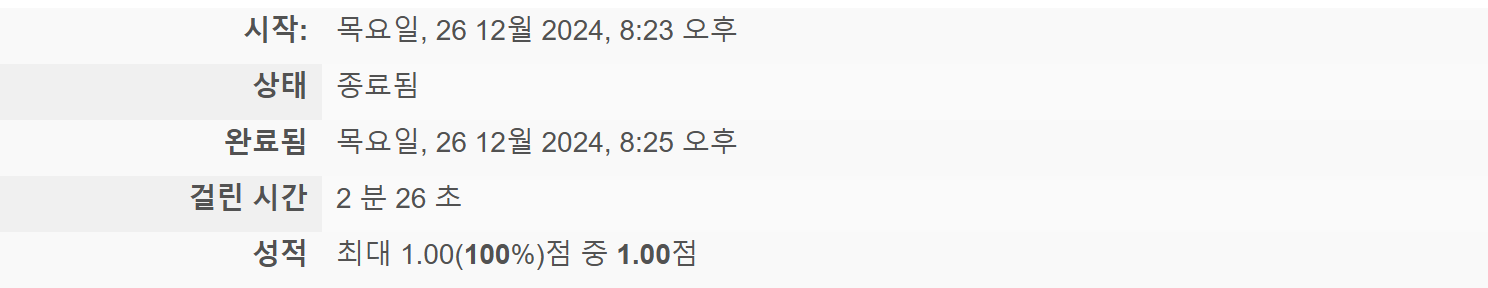 시작: 목요일, 26 12월 2024, 8:23 오후
상태 종료됨
완료됨 목요일, 26 12월 2024, 8:25 오후
걸린 시간 2 분 26 초
성적 최대 1.00(100%)점 중 1.00점